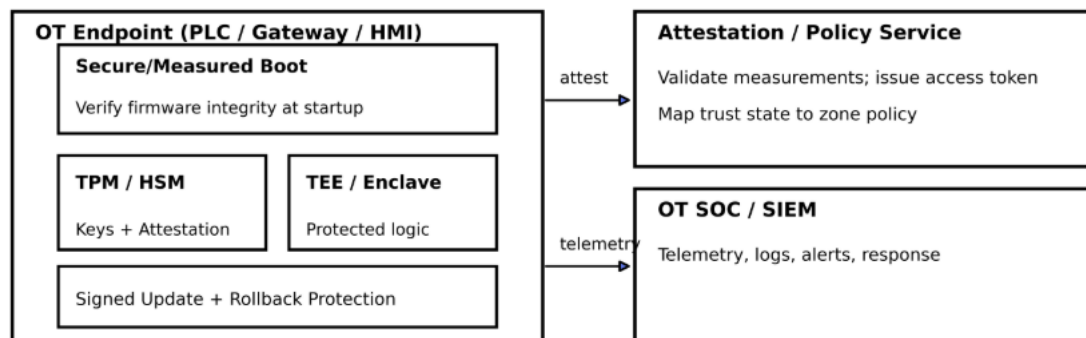 OT Endpoint (PLC / Gateway / HMI)
Secure/Measured Boot
Verify firmware integrity at startup
TPM / HSM
Keys + Attestation
TEE / Enclave
Protected logic
Signed Update + Rollback Protection
attest
telemetry
Attestation / Policy Service
Validate measurements; issue access token
Map trust state to zone policy
OT SOC / SIEM
Telemetry, logs, alerts, response